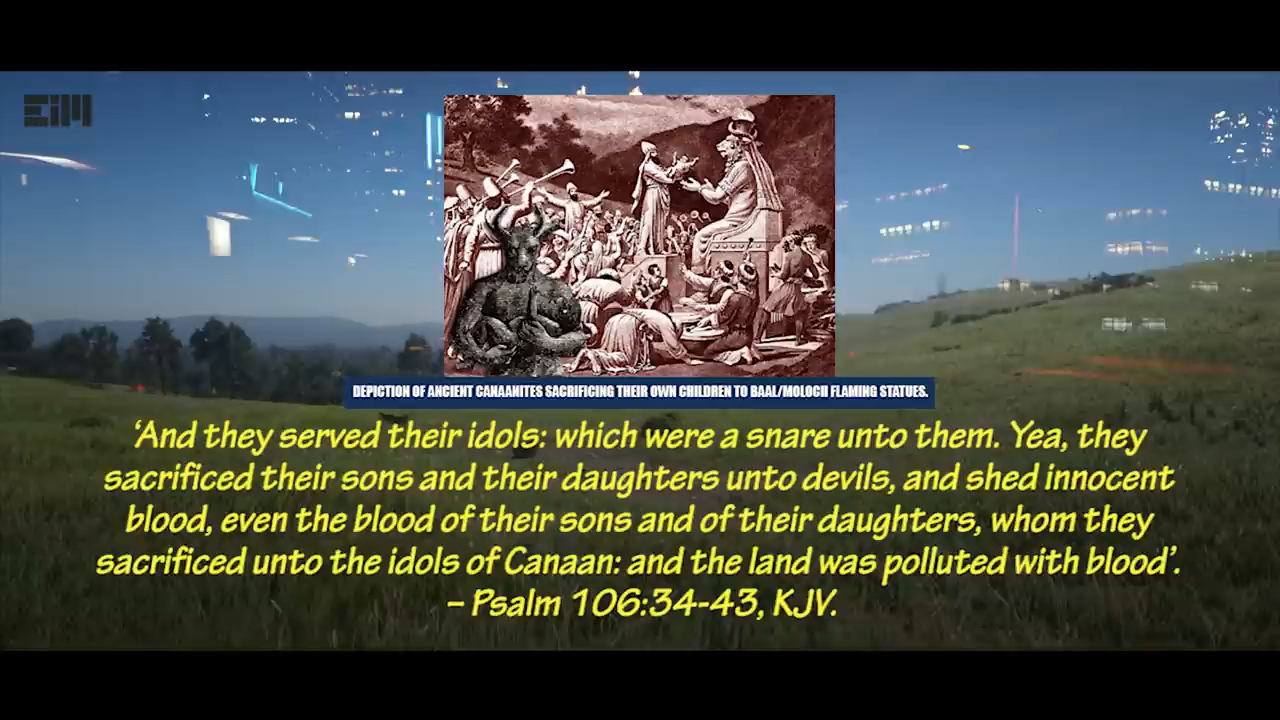 EiM
DEPICTION OF ANCIENT CANAANITES SACRIFICING THEIR OWN CHILDREN TO BAAL/MOLOCH FLAMING STATUES.
‘And they served their idols: which were a snare unto them. Yea, they
sacrificed their sons and their daughters unto devils, and shed innocent
blood, even the blood of their sons and of their daughters, whom they
sacrificed unto the idols of Canaan: and the land was polluted with blood’.
– Psalm 106:34-43, KJV.